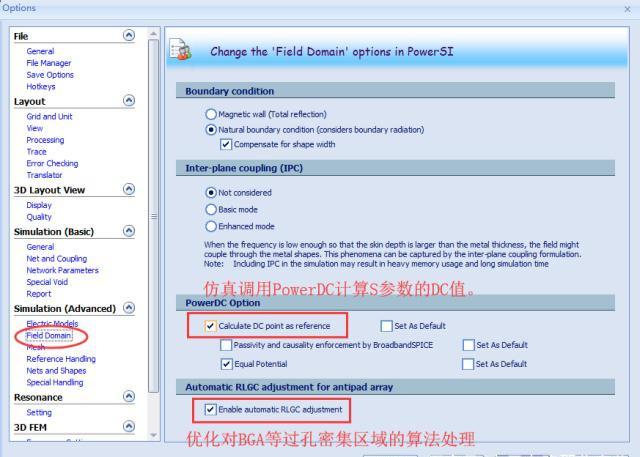 Options
File
General
File Manager
Save Options
Hotkeys
Layout
Grid and Unit
View
Processing
Trace
Error Checking
Translator
3D Layout View
Display
Quality
Simulation (Basic)
General
Net and Coupling
Network Parameters
Special Void
Report
Simulation (Advanced)
Electric Models
Field Domain
Mesh
Reference Handling
Nets and Shapes
Special Handling
Resonance
Setting
3D FEM
Change the 'Field Domain' options in PowerSI
Boundary condition
Magnetic wall (Total reflection)
Natural boundary condition (considers boundary radiation)
Compensate for shape width
Inter-plane coupling (IPC)
Not considered
Basic mode
Enhanced mode
When the frequency is low enough so that the skin depth is larger than the metal thickness, the field might
couple through the metal shapes. This phenomena can be captured by the inter-plane coupling formulation.
Note: Including IPC in the simulation may result in heavy memory usage and long simulation time
仿真调用PowerDC计算S参数的DC值。
PowerDC Option
Calculate DC point as reference Set As Default
Passivity and causality enforcement by BroadbandSPICE Set As Default
Equal Potential Set As Default
Automatic RLGC adjustment for antipad array
Enable automatic RLGC adjustment
优化对BGA等过孔密集区域的算法处理